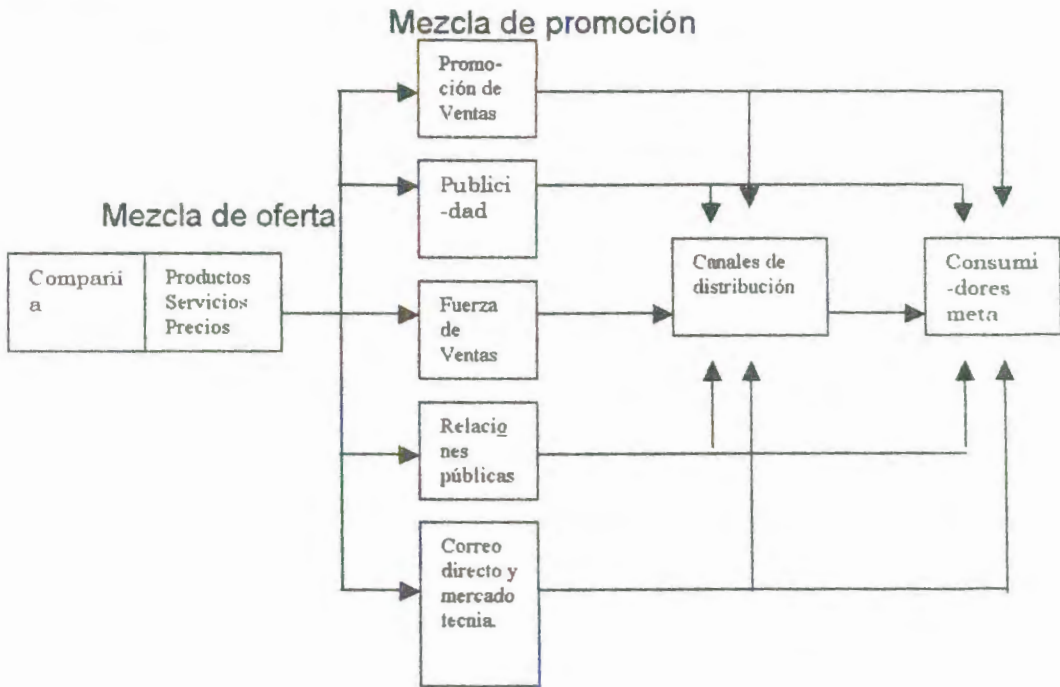 Mezcla de promoción
Promo-
ción de
Ventas
Publici
-dad
Mezcla de oferta
Compañi
a
Productos
Servicios
Precios
Fuerza
de
Ventas
Canales de
distribución
Consumi
-dores
meta
Relacio
nes
públicas
Correo
directo y
mercado
tecnia.